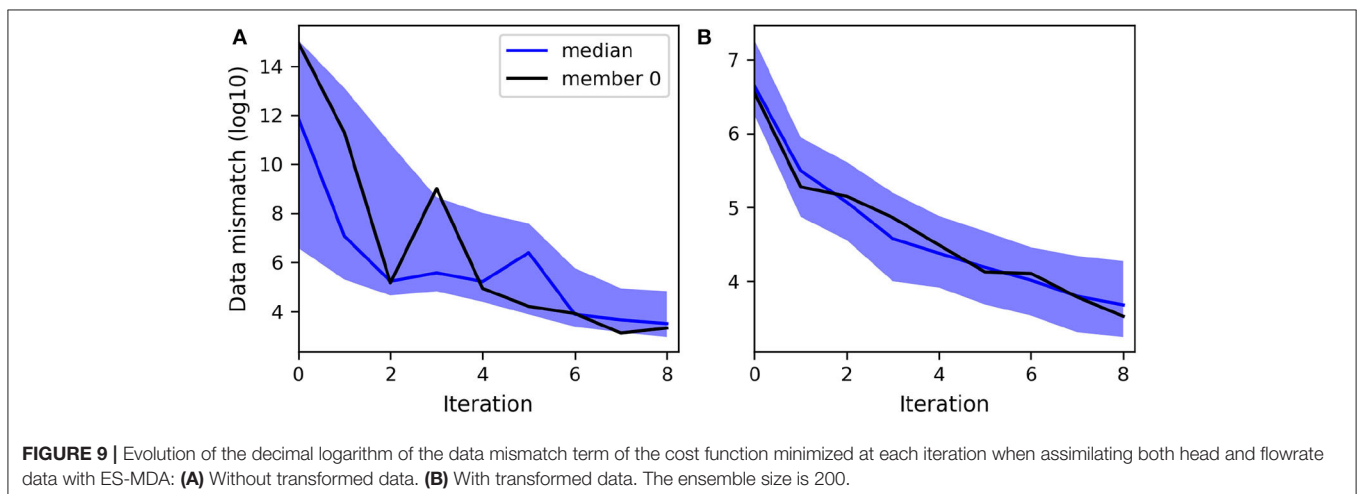 A
median
member 0
Data mismatch (log10)
14
12
10
8
6
4
0 2 4 6 8
Iteration
B
7
6
5
4
0 2 4 6 8
Iteration
FIGURE 9 | Evolution of the decimal logarithm of the data mismatch term of the cost function minimized at each iteration when assimilating both head and flowrate
data with ES-MDA: (A) Without transformed data. (B) With transformed data. The ensemble size is 200.